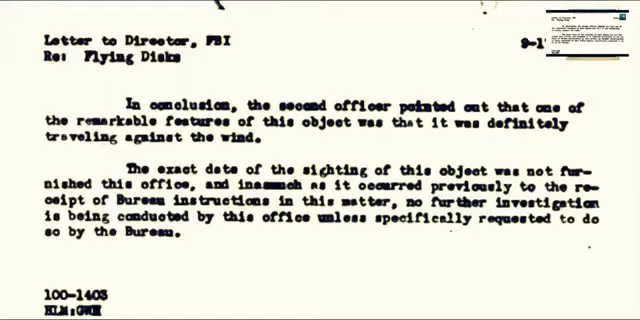 Letter to Director, FBI
Re: Flying Disks
In conclusion, the second officer pointed out that one of
the remarkable features of this object was that it was definitely
traveling against the wind.
The exact date of the sighting of this object was not fur-
nished this office, and inasmuch as it occurred previously to the re-
ceipt of Bureau instructions in this matter, no further investigation
is being conducted by this office unless specifically requested to do
so by the Bureau.
100-1403
HLM:GWH